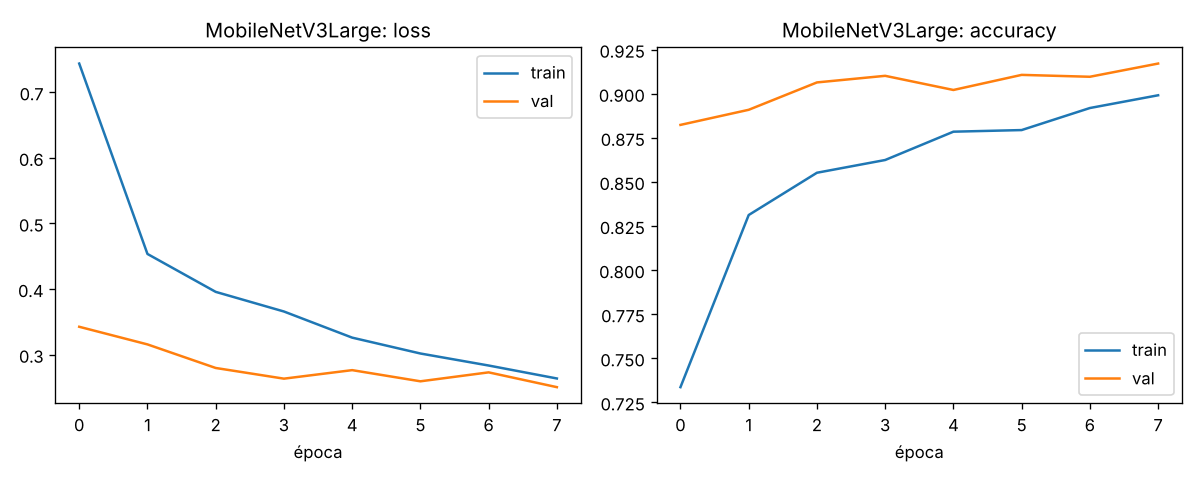 MobileNetV3Large: loss
train
val
0.7
0.6
0.5
0.4
0.3
0 1 2 3 4 5 6 7
época
MobileNetV3Large: accuracy
0.925
0.900
0.875
0.850
0.825
0.800
0.775
0.750
0.725
train
val
0 1 2 3 4 5 6 7
época